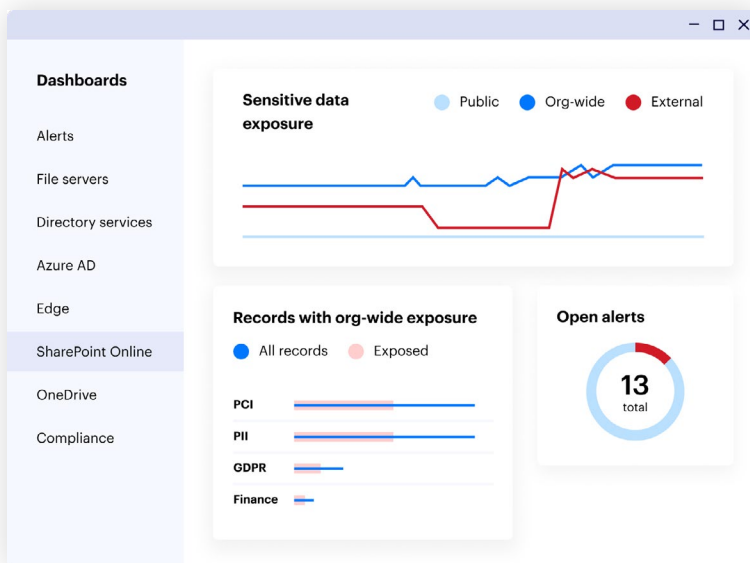 Dashboards
Alerts
File servers
Directory services
Azure AD
Edge
SharePoint Online
OneDrive
Compliance
Sensitive data
exposure
Public
Org-wide
External
Records with org-wide exposure
All records
Exposed
PCI
PII
GDPR
Finance
Open alerts
13
total